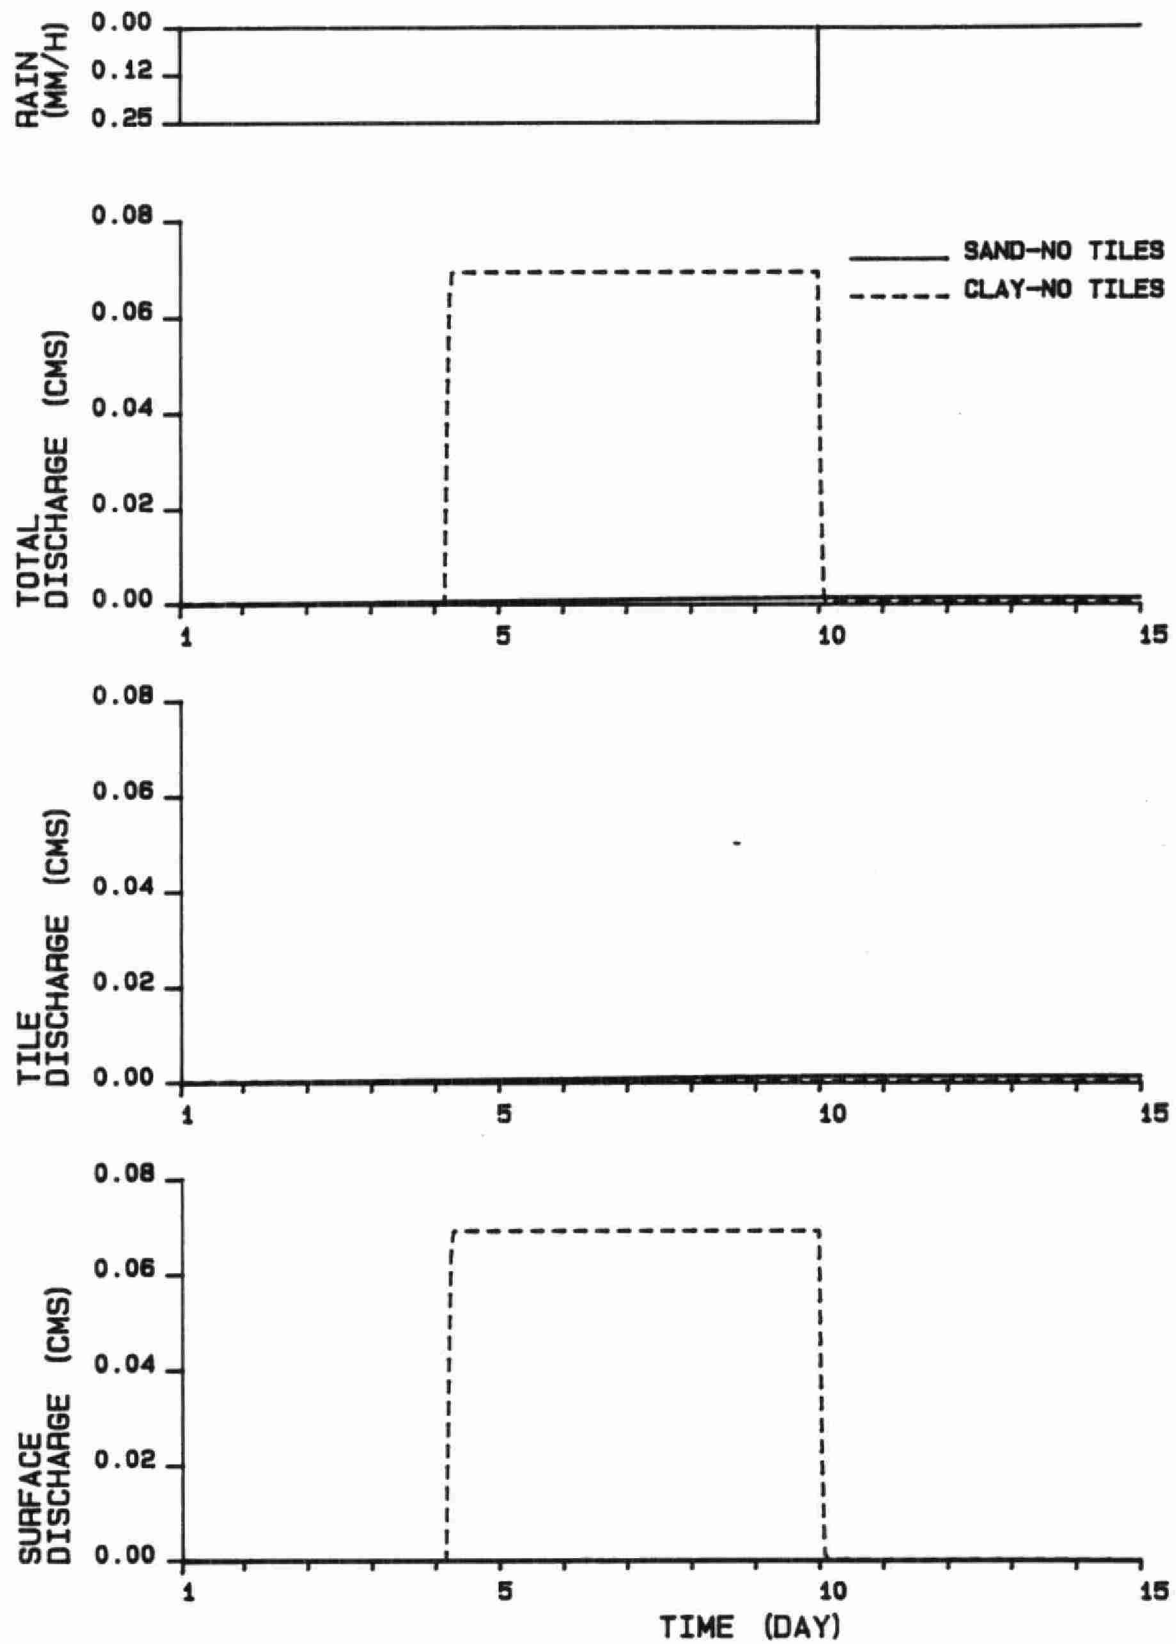 RAIN
(MM/H)
0.00
0.12
0.25
TOTAL
DISCHARGE (CMS)
0.08
0.06
0.04
0.02
0.00
SAND-NO TILES
CLAY-NO TILES
1 5 10 15
TILE
DISCHARGE (CMS)
0.08
0.06
0.04
0.02
0.00
1 5 10 15
SURFACE
DISCHARGE (CMS)
0.08
0.06
0.04
0.02
0.00
1 5 10 15
TIME (DAY)